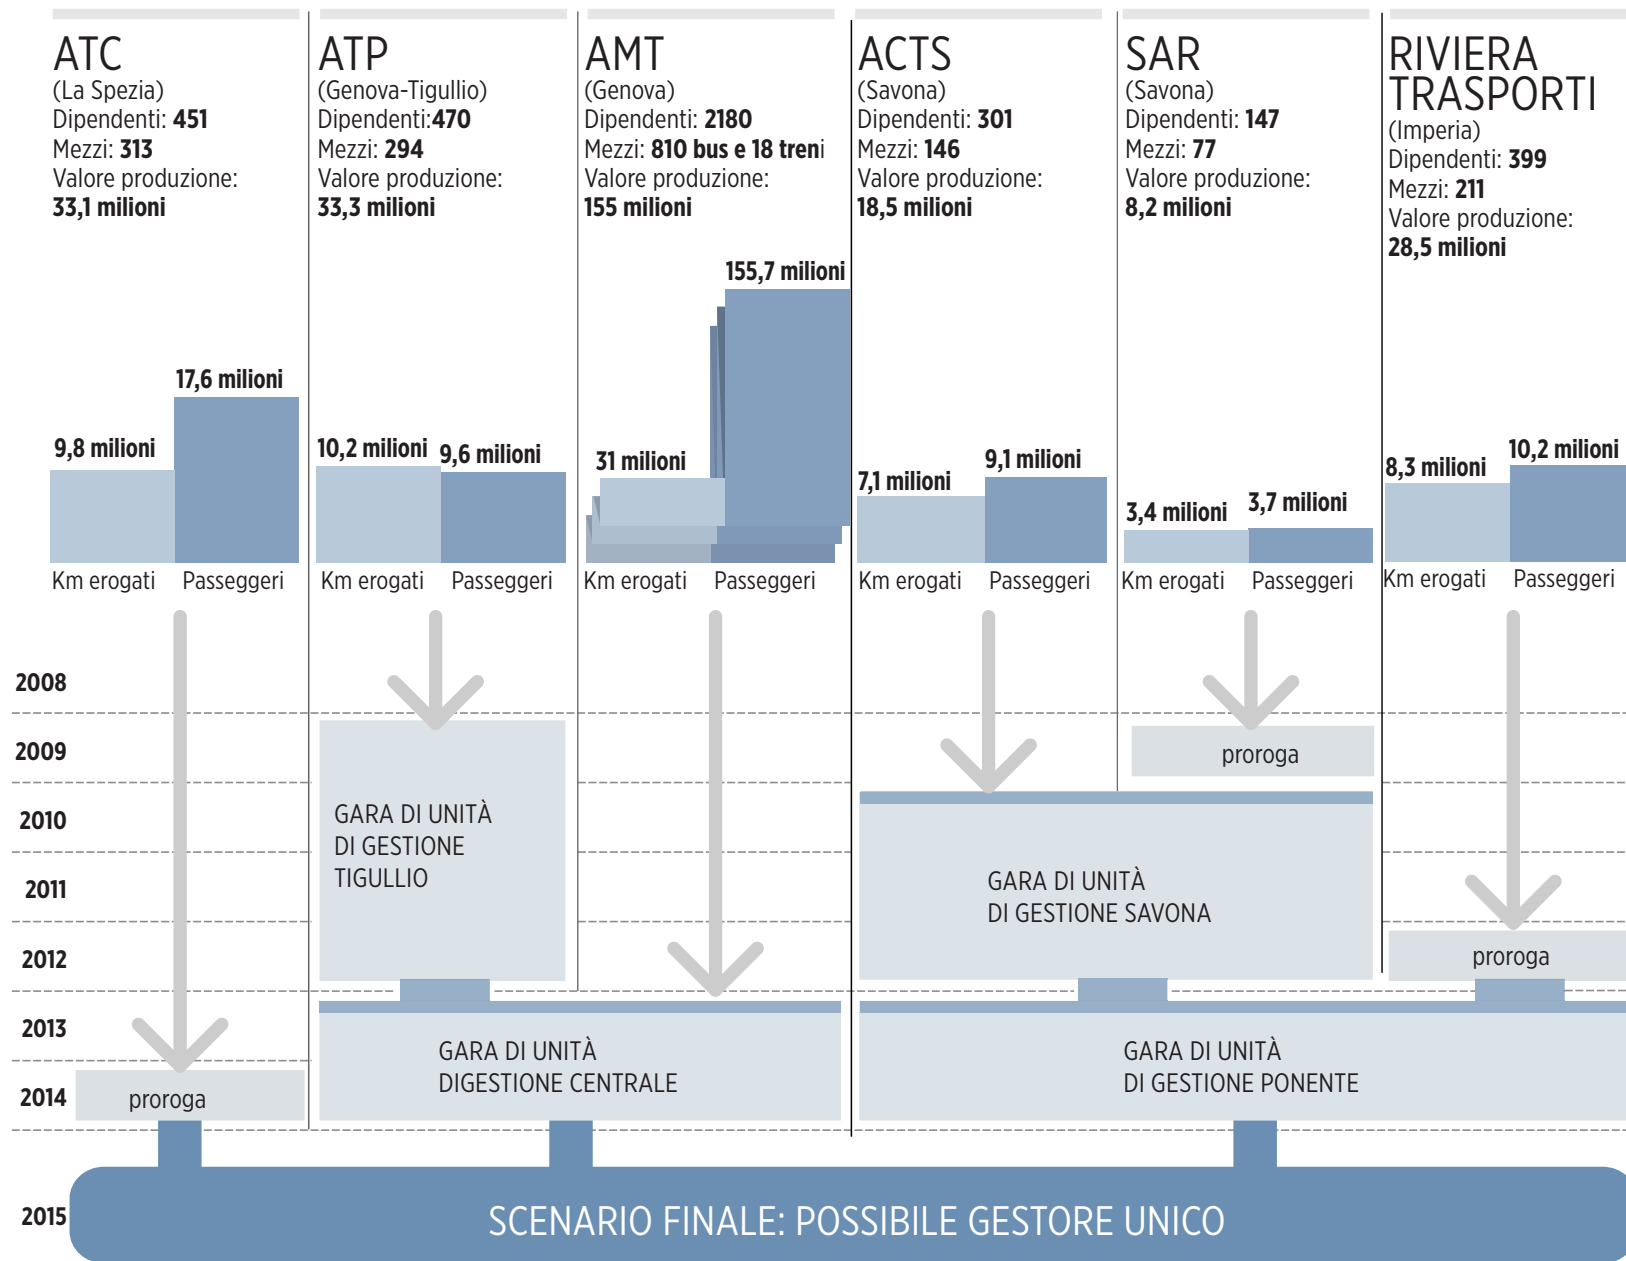 ATC
(La Spezia)
Dipendenti: 451
Mezzi: 313
Valore produzione:
33,1 milioni
17,6 milioni
9,8 milioni
Km erogati
Passeggeri
ATP
(Genova-Tigullio)
Dipendenti:470
Mezzi: 294
Valore produzione:
33,3 milioni
10,2 milioni
9,6 milioni
Km erogati
Passeggeri
AMT
(Genova)
Dipendenti: 2180
Mezzi: 810 bus e 18 treni
Valore produzione:
155 milioni
155,7 milioni
31 milioni
Km erogati
Passeggeri
ACTS
(Savona)
Dipendenti: 301
Mezzi: 146
Valore produzione:
18,5 milioni
9,1 milioni
7,1 milioni
Km erogati
Passeggeri
SAR
(Savona)
Dipendenti: 147
Mezzi: 77
Valore produzione:
8,2 milioni
3,4 milioni
3,7 milioni
Km erogati
Passeggeri
RIVIERA
TRASPORTI
(Imperia)
Dipendenti: 399
Mezzi: 211
Valore produzione:
28,5 milioni
10,2 milioni
8,3 milioni
Km erogati
Passeggeri
2008
2009
proroga
2010
GARA DI UNITÀ
DI GESTIONE
TIGULLIO
2011
GARA DI UNITÀ
DI GESTIONE SAVONA
2012
proroga
2013
GARA DI UNITÀ
DIGESTIONE CENTRALE
GARA DI UNITÀ
DI GESTIONE PONENTE
2014
proroga
2015
SCENARIO FINALE: POSSIBILE GESTORE UNICO